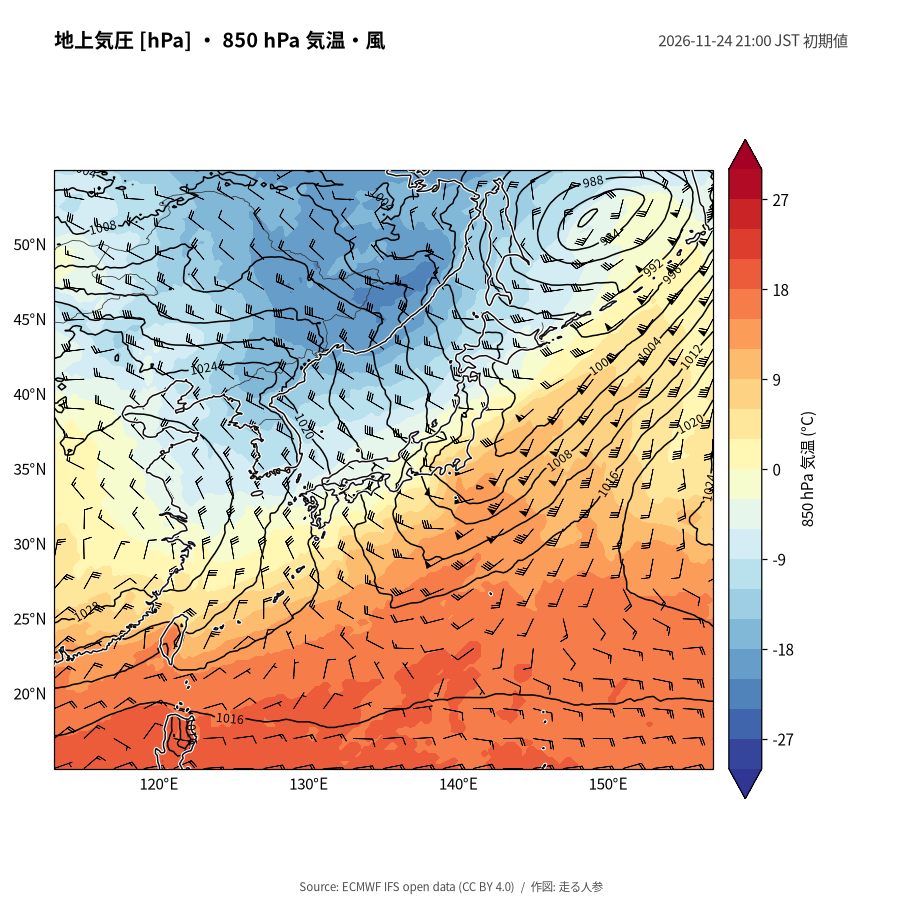 地上気圧 [hPa] ・ 850 hPa 気温・風
2026-11-24 21:00 JST 初期値
988
1008
984
992
996
1024
1000
1004
1012
1020
1020
1008
1016
1024
1028
1016
50°N
45°N
40°N
35°N
30°N
25°N
20°N
120°E
130°E
140°E
150°E
27
18
9
0
-9
-18
-27
850 hPa 気温 (°C)
Source: ECMWF IFS open data (CC BY 4.0) / 作図: 走る人参